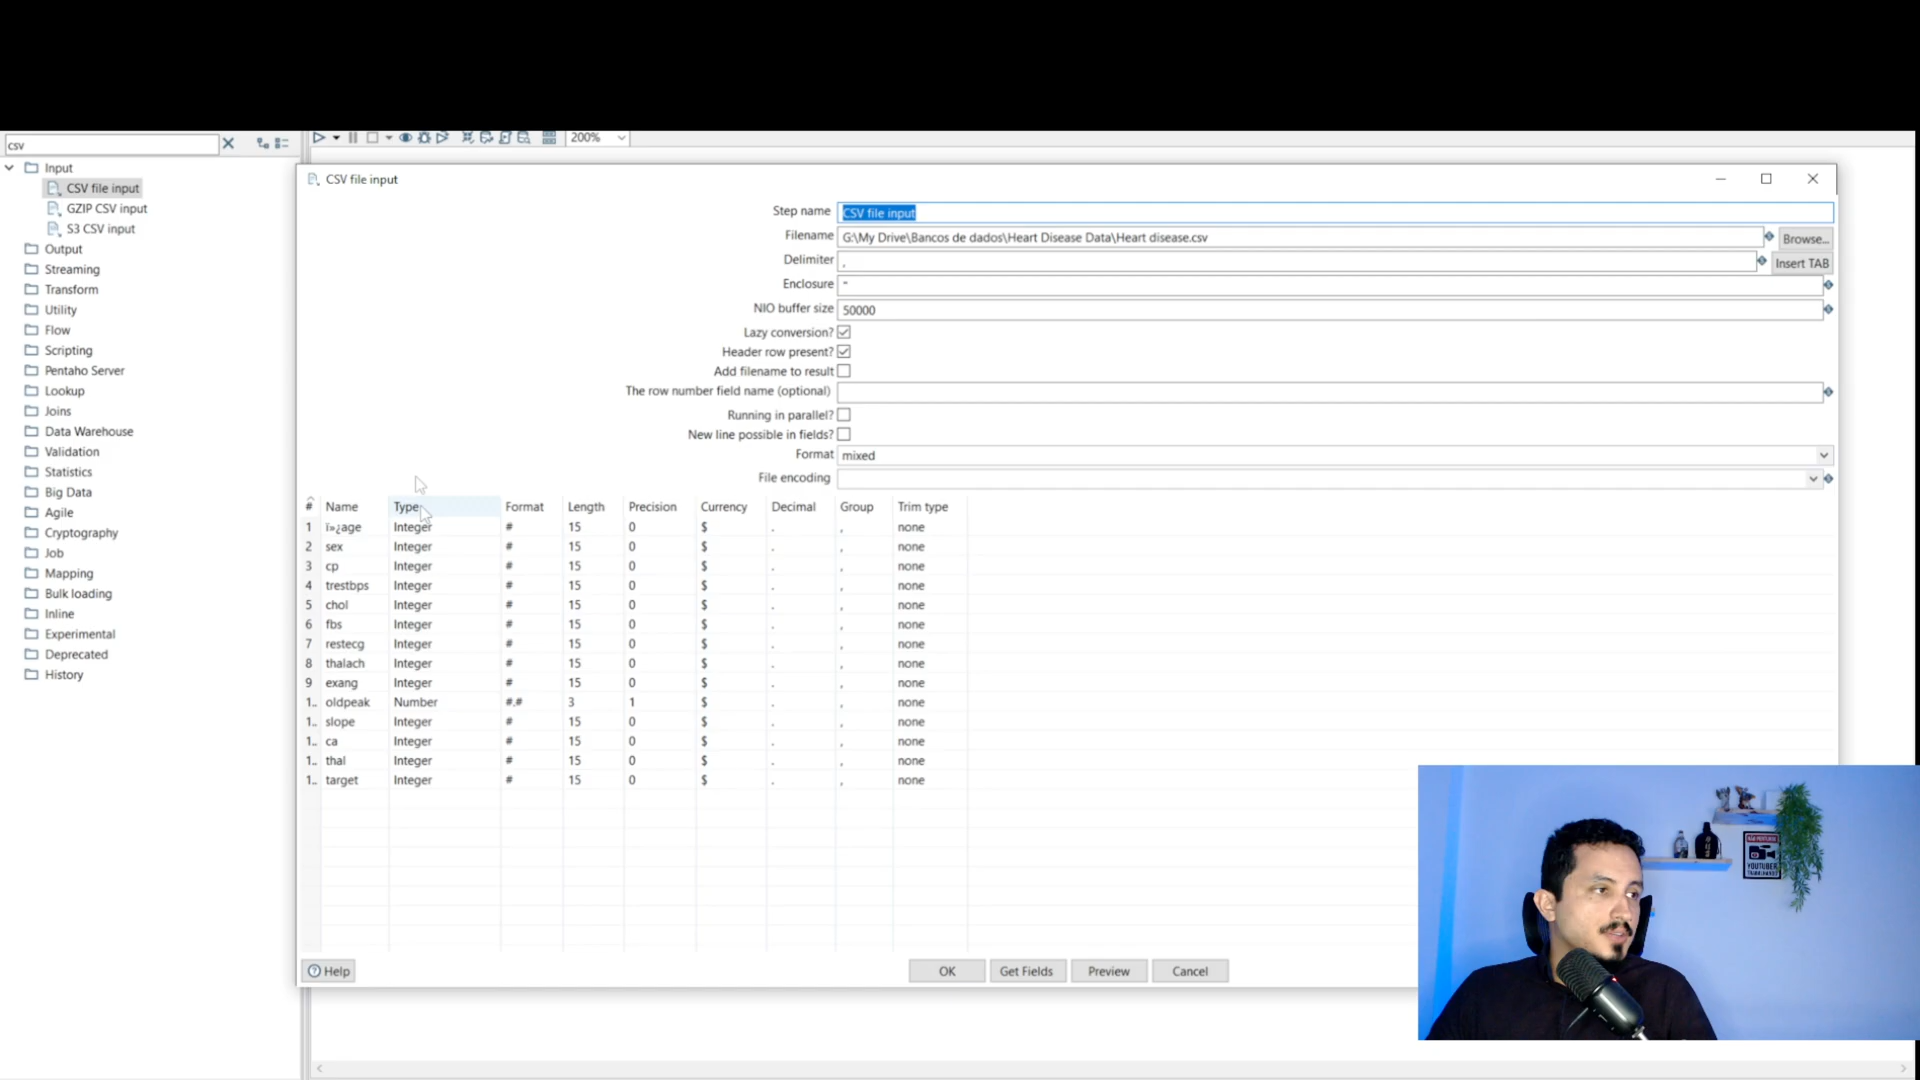 csv
200%
Input
CSV file input
GZIP CSV input
S3 CSV input
Output
Streaming
Transform
Utility
Flow
Scripting
Pentaho Server
Lookup
Joins
Data Warehouse
Validation
Statistics
Big Data
Agile
Cryptography
Job
Mapping
Bulk loading
Inline
Experimental
Deprecated
History
CSV file input
Step name CSV file input
Filename G:\My Drive\Bancos de dados\Heart Disease Data\Heart disease.csv Browse...
Delimiter , Insert TAB
Enclosure "
NIO buffer size 50000
Lazy conversion?
Header row present?
Add filename to result
The row number field name (optional)
Running in parallel?
New line possible in fields?
Format mixed
File encoding
# Name Type Format Length Precision Currency Decimal Group Trim type
1 ï»¿age Integer # 15 0 $ . , none
2 sex Integer # 15 0 $ . , none
3 cp Integer # 15 0 $ . , none
4 trestbps Integer # 15 0 $ . , none
5 chol Integer # 15 0 $ . , none
6 fbs Integer # 15 0 $ . , none
7 restecg Integer # 15 0 $ . , none
8 thalach Integer # 15 0 $ . , none
9 exang Integer # 15 0 $ . , none
1.. oldpeak Number #.# 3 1 $ . , none
1.. slope Integer # 15 0 $ . , none
1.. ca Integer # 15 0 $ . , none
1.. thal Integer # 15 0 $ . , none
1.. target Integer # 15 0 $ . , none
Help OK Get Fields Preview Cancel
YOUTUBER